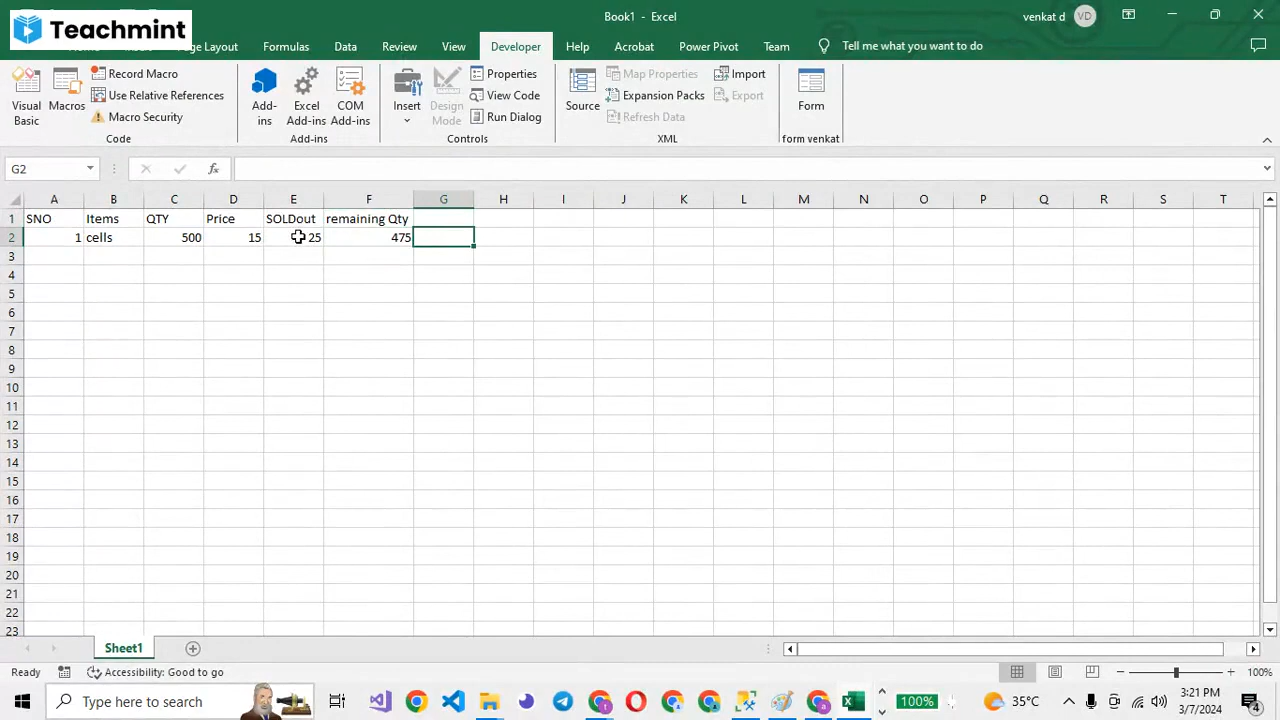 Teachmint
Book1 - Excel
venkat d VD
Page Layout Formulas Data Review View Developer Help Acrobat Power Pivot Team Tell me what you want to do
Visual Basic
Macros
Record Macro
Use Relative References
Macro Security
Code
Add-ins
Excel Add-ins
COM Add-ins
Add-ins
Insert
Design Mode
Properties
View Code
Run Dialog
Controls
Source
Map Properties
Expansion Packs
Refresh Data
Import
Export
XML
Form
form venkat
G2 fx
A B C D E F G H I J K L M N O P Q R S T
1 SNO Items QTY Price SOLDout remaining Qty
2 1 cells 500 15 25 475
3
4
5
6
7
8
9
10
11
12
13
14
15
16
17
18
19
20
21
22
23
Sheet1
Ready Accessibility: Good to go 100%
Type here to search 100% 35°C 3:21 PM
3/7/2024 4